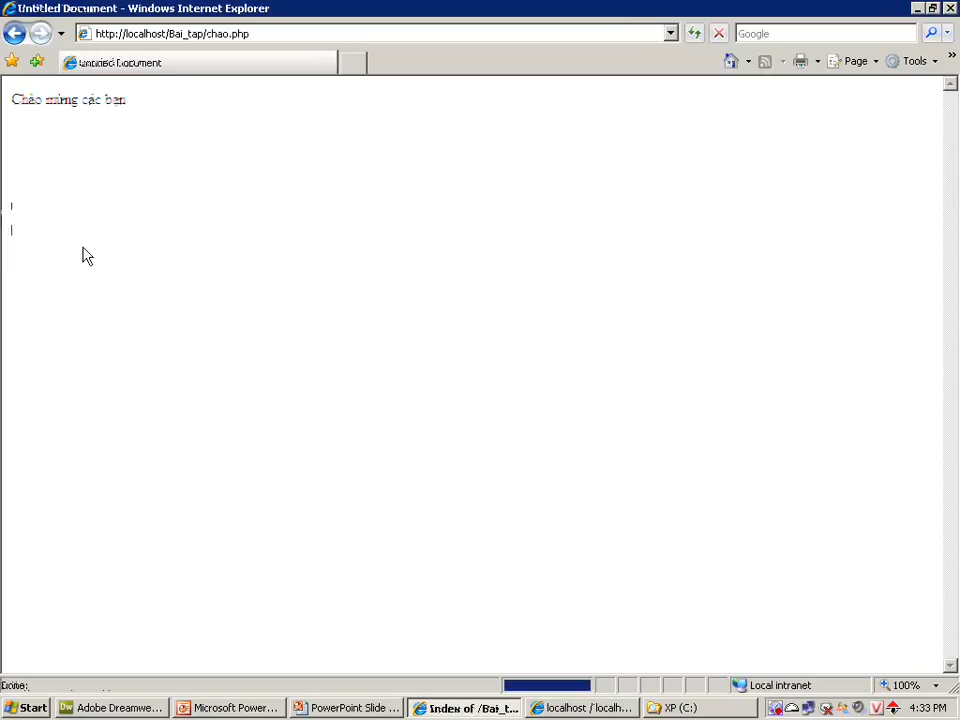 Untitled Document - Windows Internet Explorer
http://localhost/Bai_tap/chao.php
Google
Untitled Document
Page
Tools
Chào mừng các bạn
Local intranet
100%
Start
Adobe Dreamwe...
Microsoft Power...
PowerPoint Slide ...
Index of /Bai_t...
localhost / localh...
XP (C:)
4:33 PM